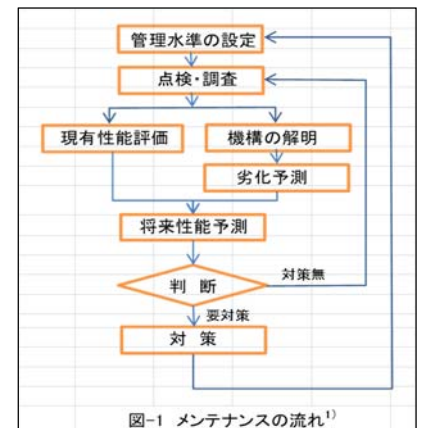 管理水準の設定
点検・調査
現有性能評価
機構の解明
劣化予測
将来性能予測
判 断
対策無
要対策
対 策
図-1 メンテナンスの流れ1)